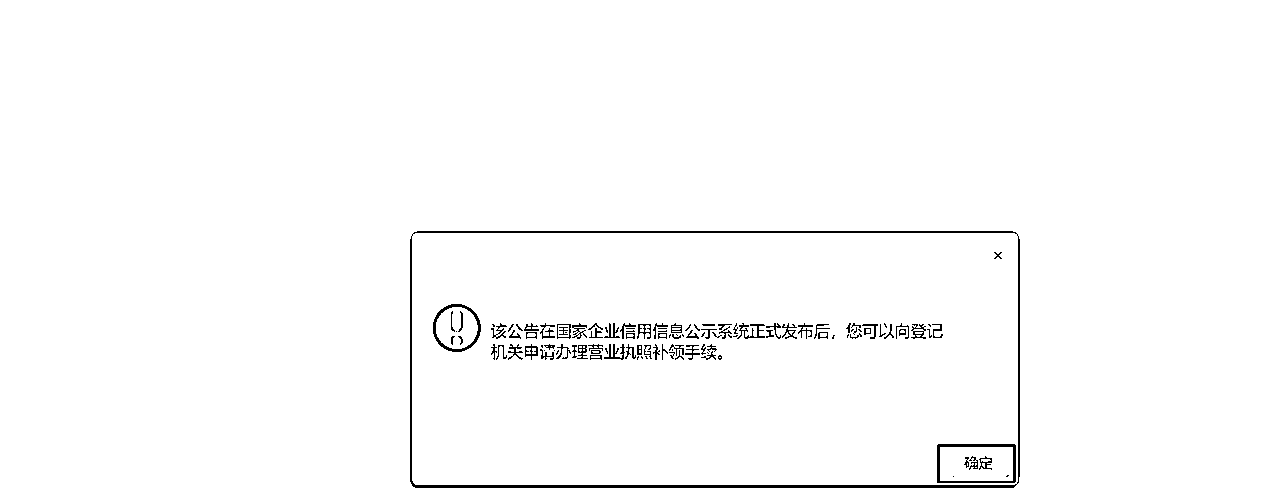 ×
该公告在国家企业信用信息公示系统正式发布后，您可以向登记
机关申请办理营业执照补领手续。
确定